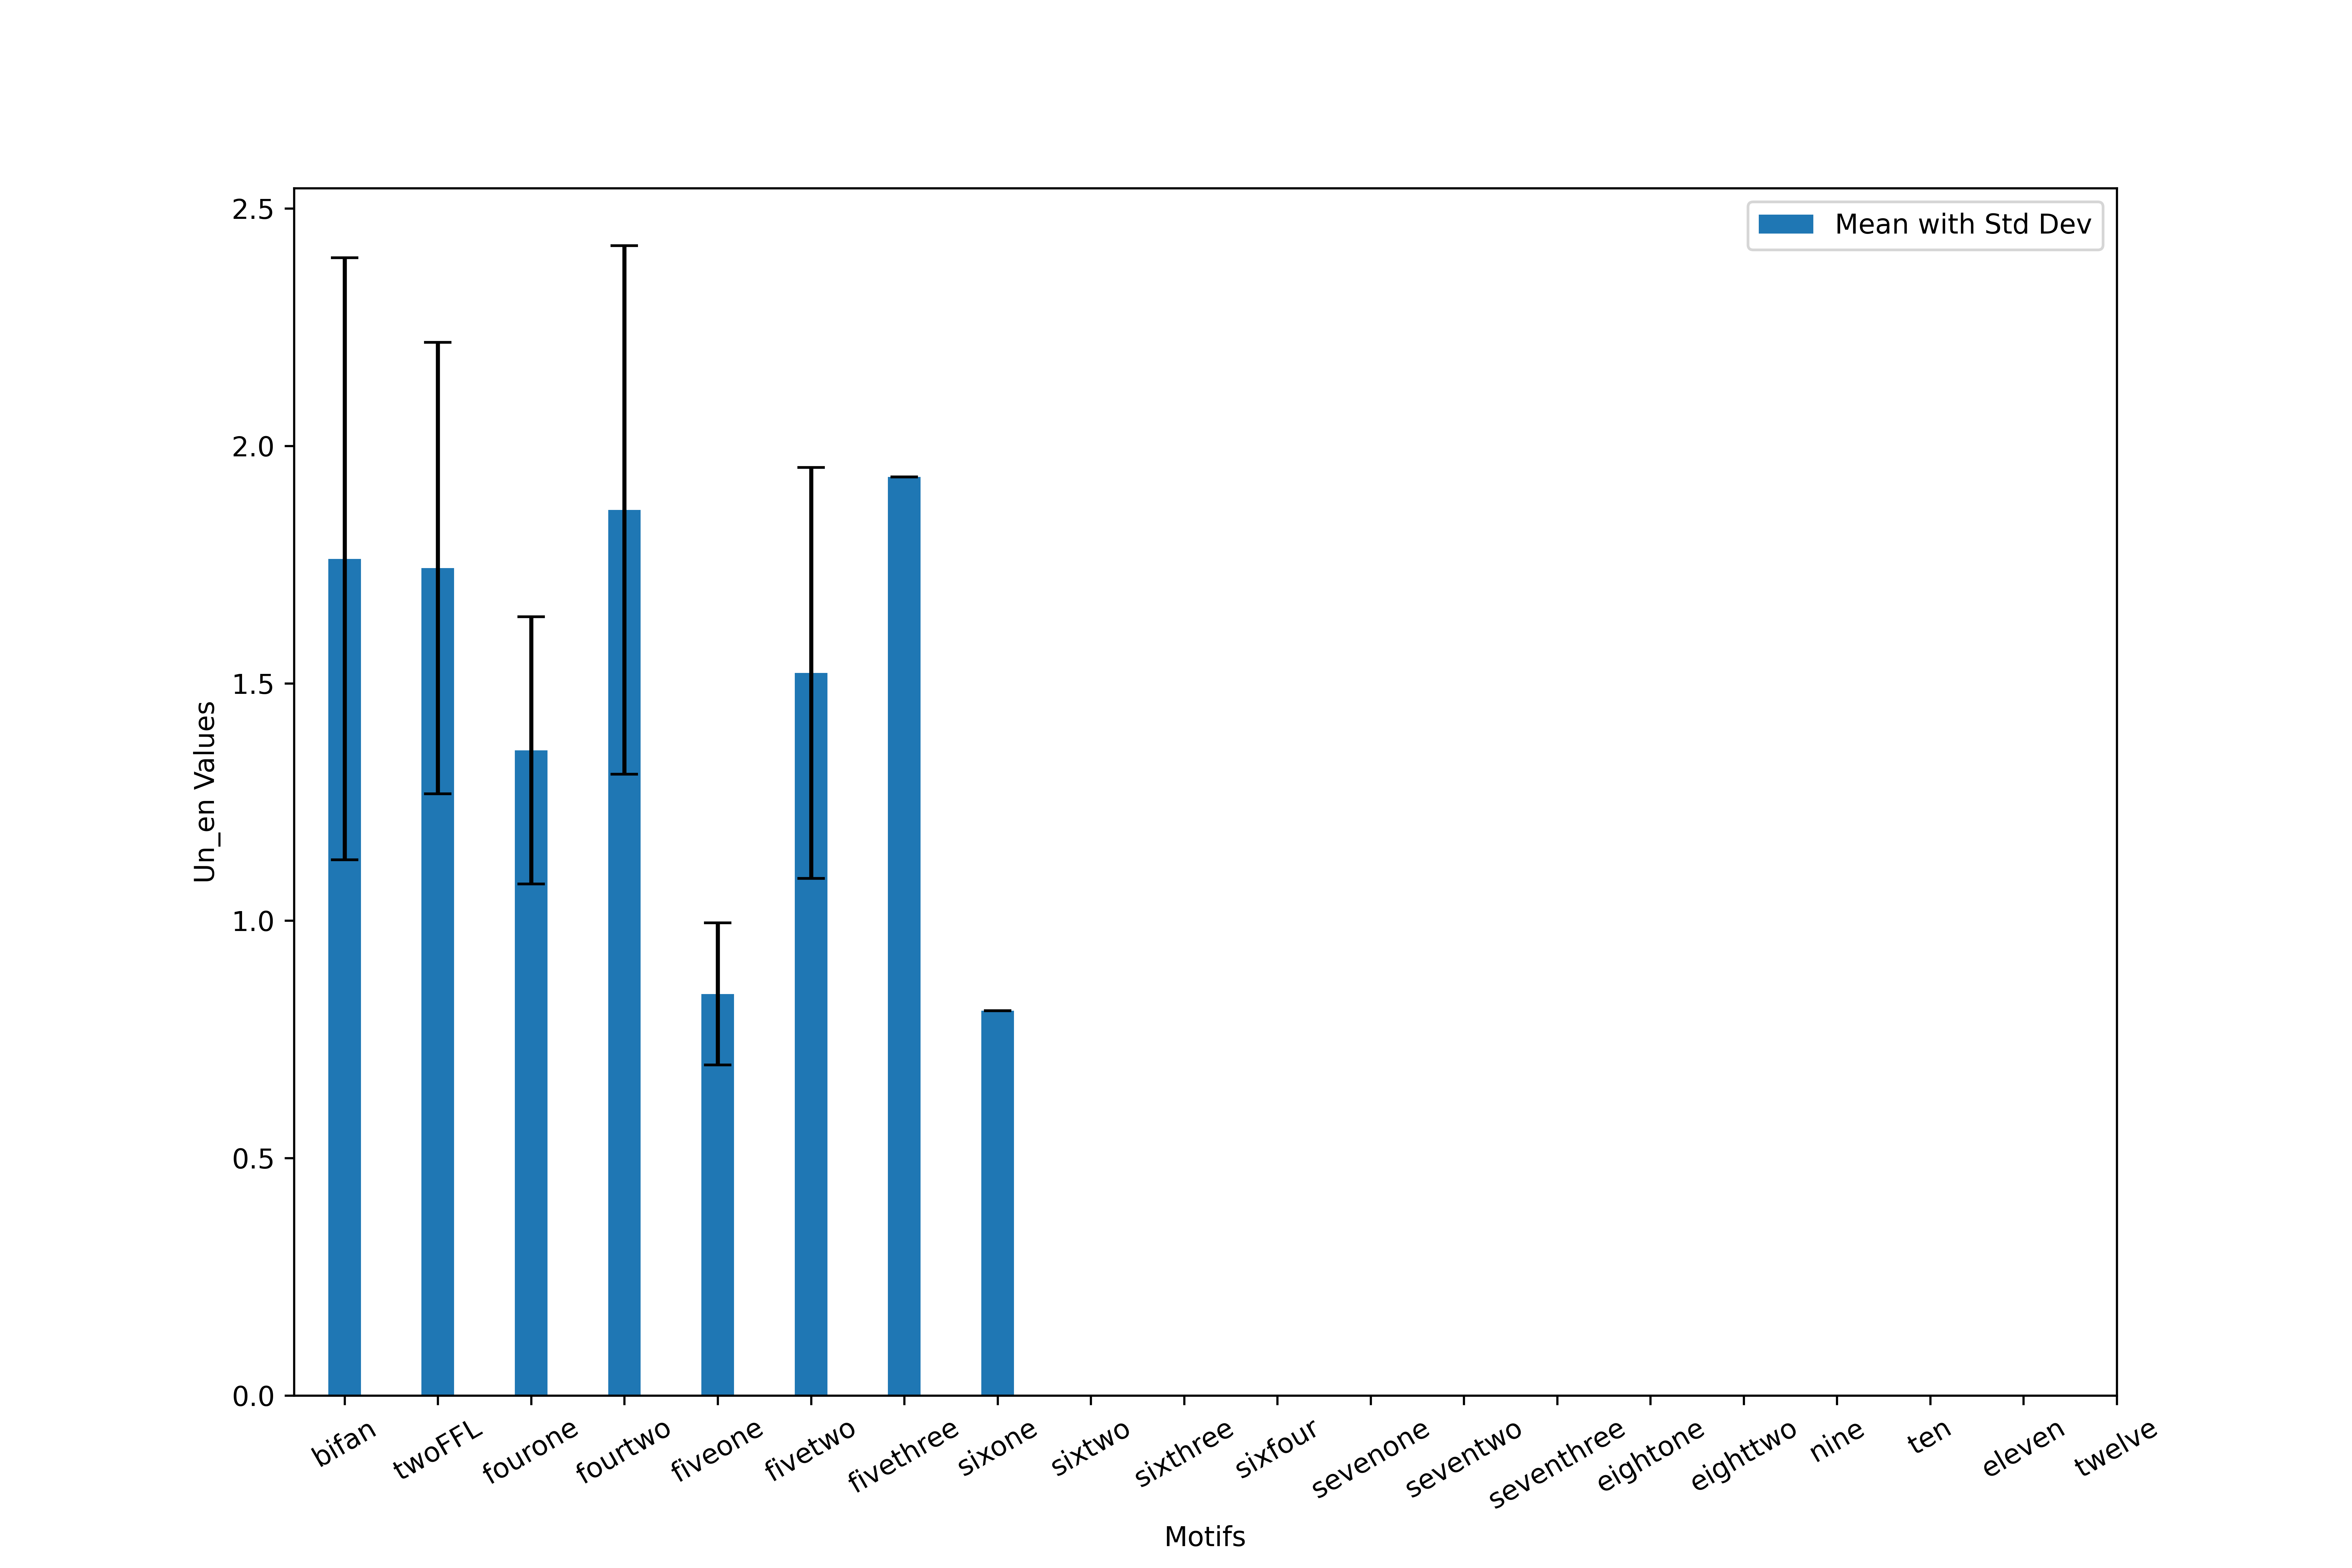 Mean with Std Dev
2.5
2.0
1.5
1.0
0.5
0.0
Un_en Values
bifan
twoFFL
fourone
fourtwo
fiveone
fivetwo
fivethree
sixone
sixtwo
sixthree
sixfour
sevenone
seventwo
seventhree
eightone
eighttwo
nine
ten
eleven
twelve
Motifs